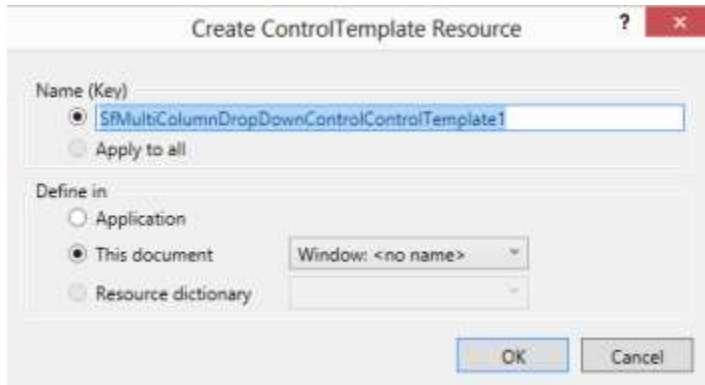 Create ControlTemplate Resource ?
Name (Key)
SfMultiColumnDropDownControlControlTemplate1
Apply to all
Define in
Application
This document Window: <no name>
Resource dictionary
OK Cancel